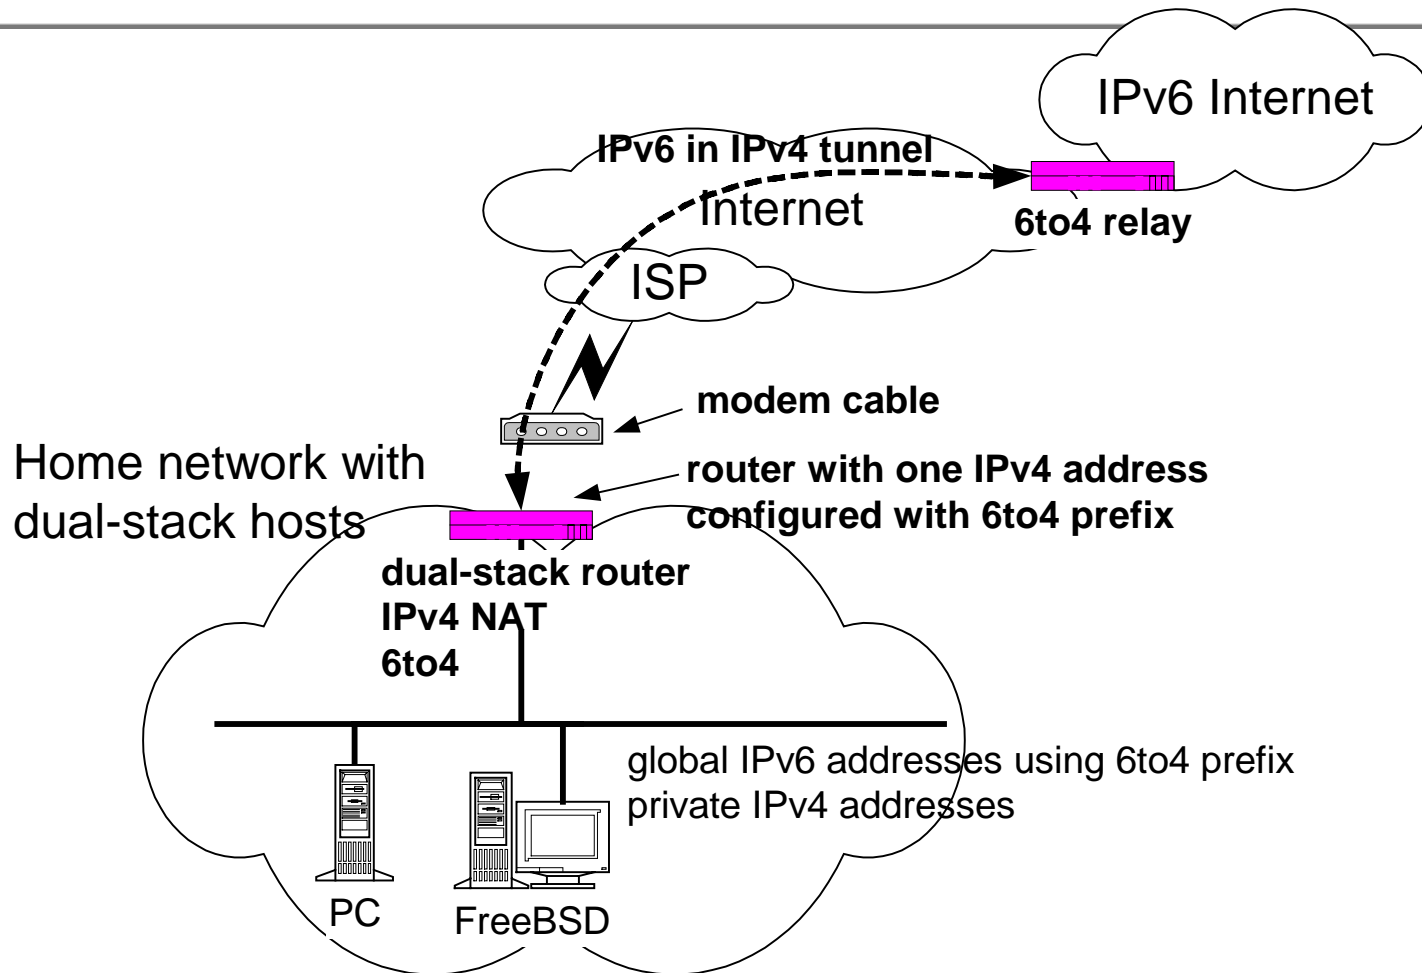 IPv6 Internet
IPv6 in IPv4 tunnel
Internet
6to4 relay
ISP
modem cable
Home network with
dual-stack hosts
router with one IPv4 address
configured with 6to4 prefix
dual-stack router
IPv4 NAT
6to4
global IPv6 addresses using 6to4 prefix
private IPv4 addresses
PC
FreeBSD